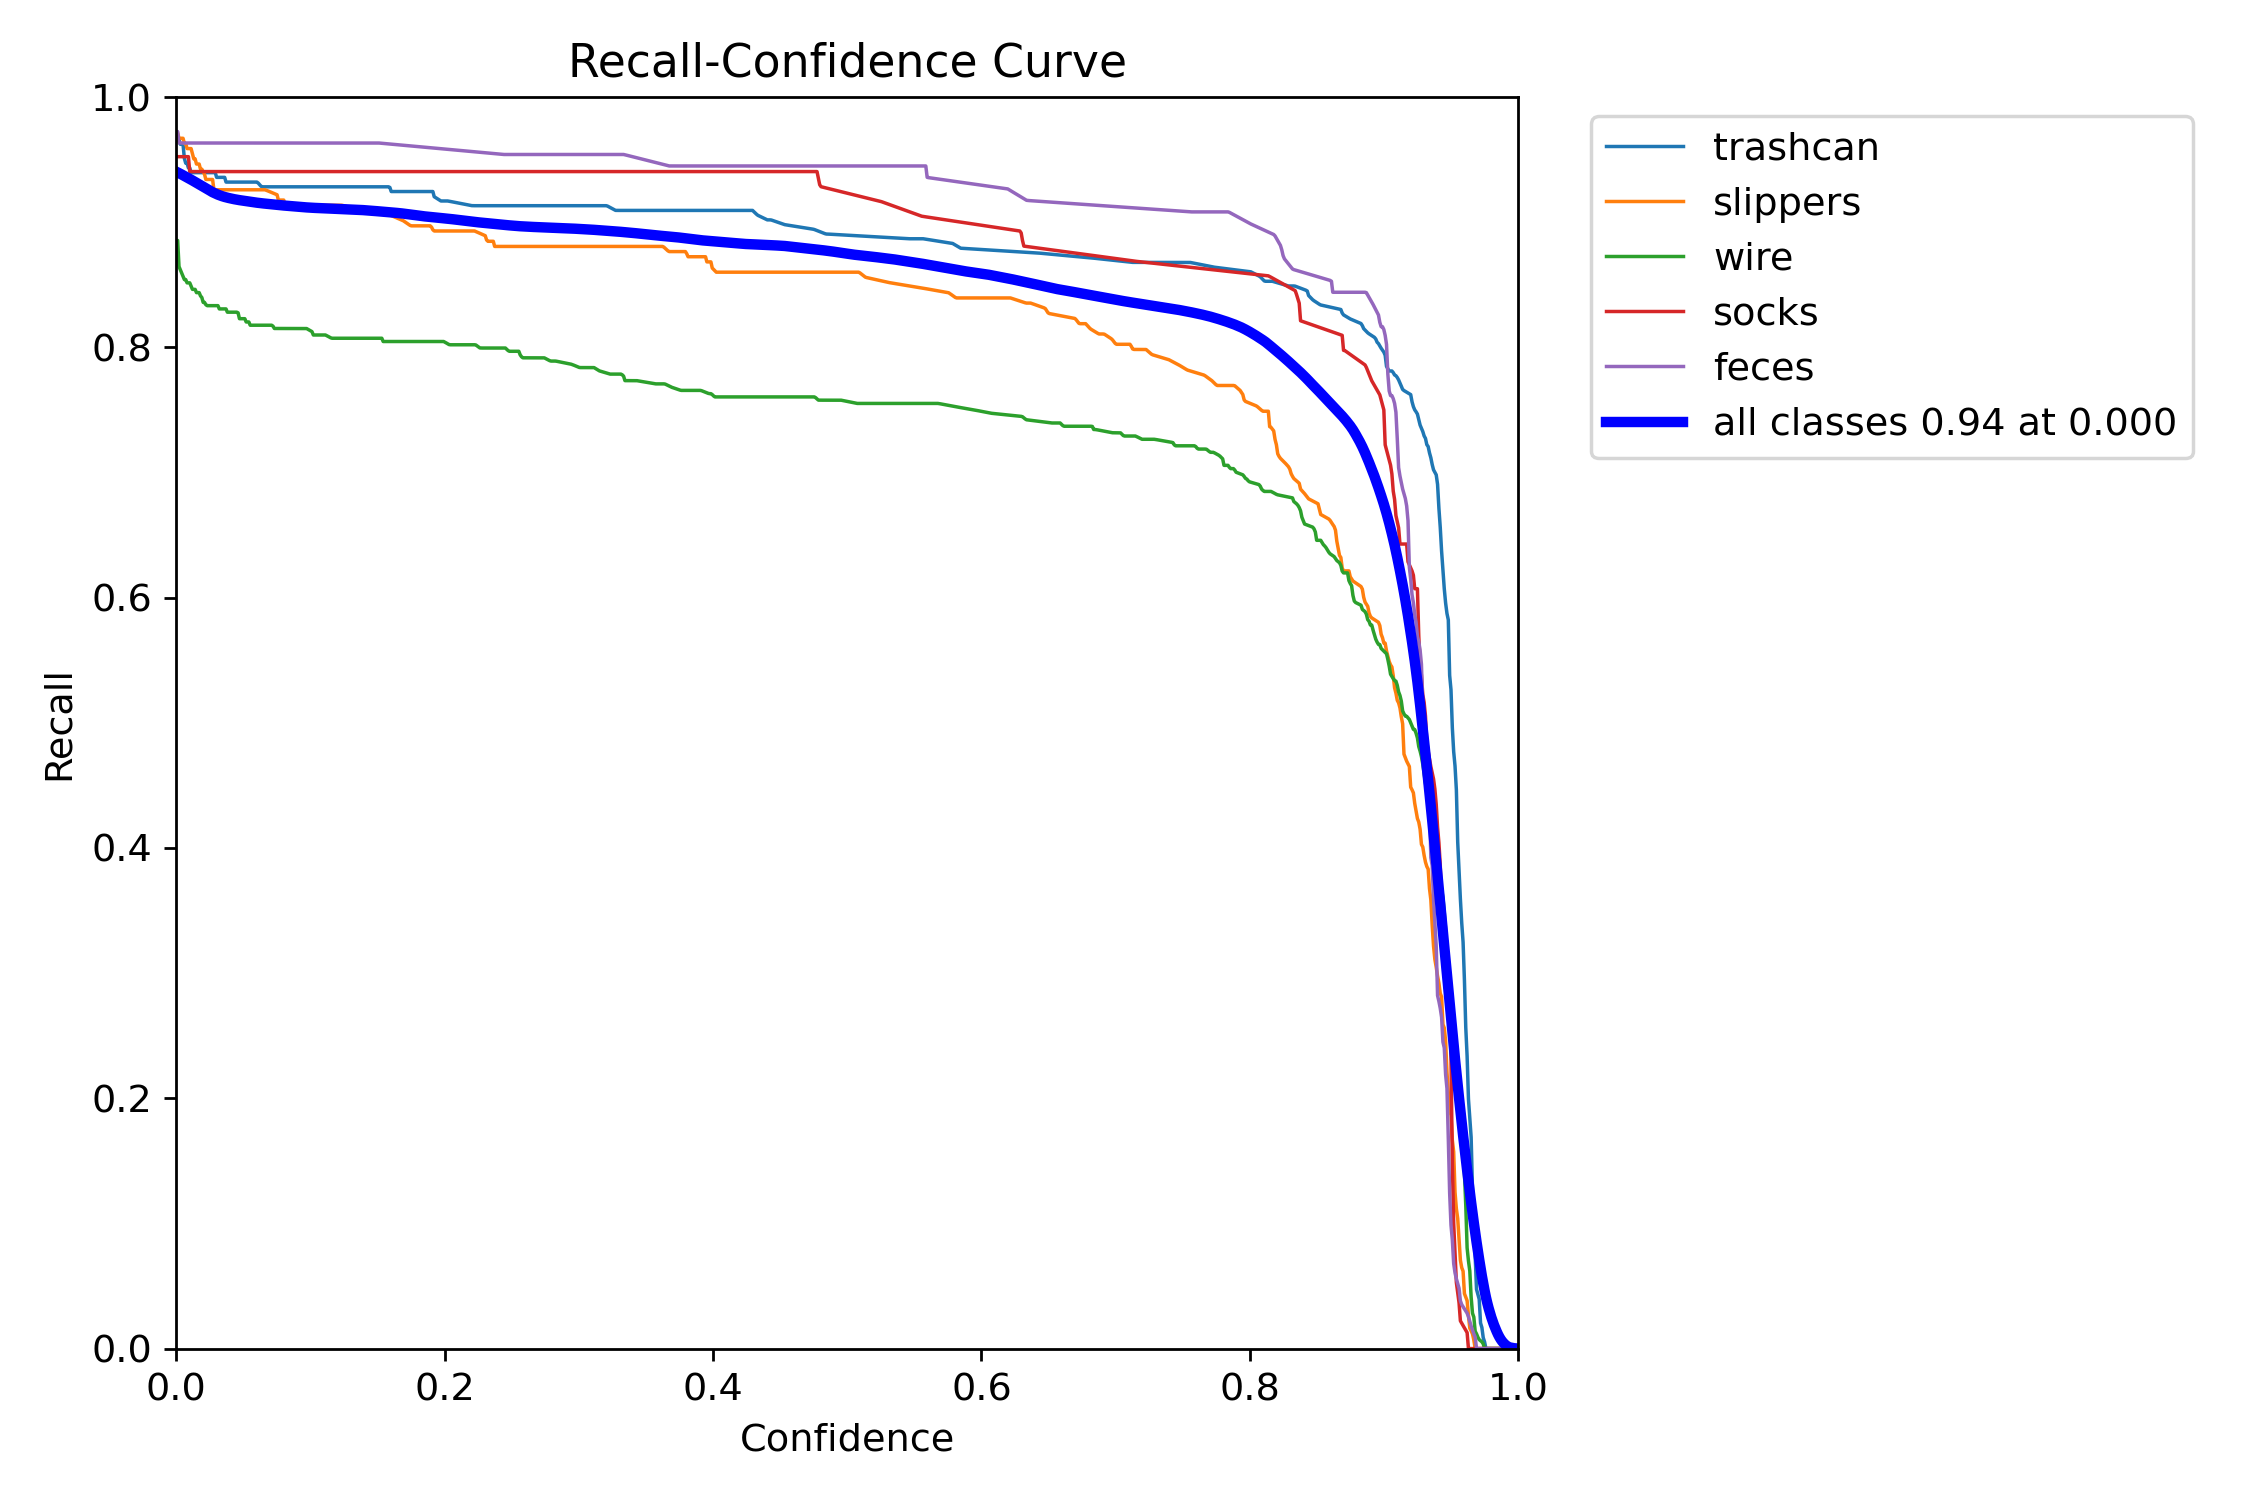 Recall-Confidence Curve
1.0
0.8
0.6
0.4
0.2
0.0
Recall
0.0 0.2 0.4 0.6 0.8 1.0
Confidence
trashcan
slippers
wire
socks
feces
all classes 0.94 at 0.000